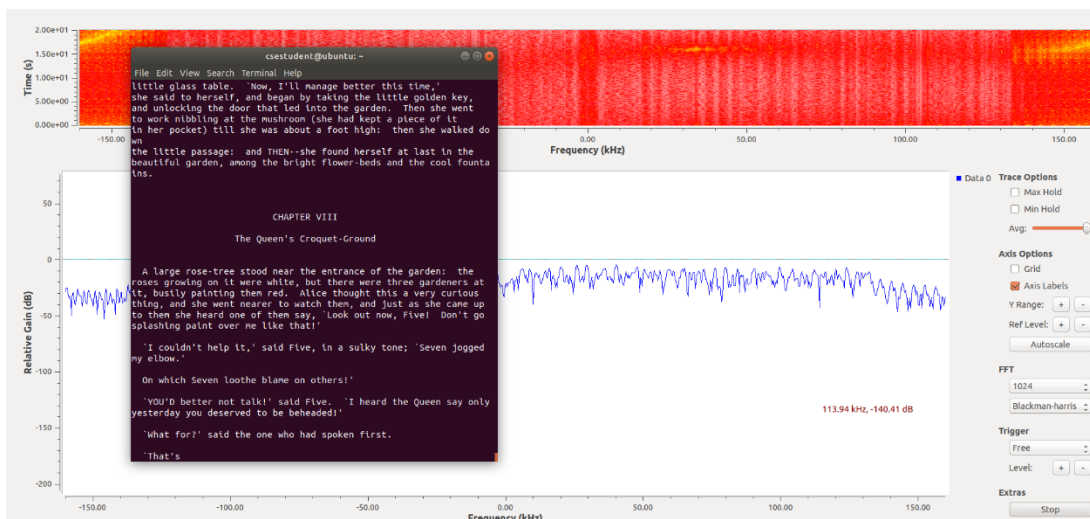 2.00e+01
1.50e+01
1.00e+01
5.00e+00
0.00e+00
Time (s)
-150.00
0.00
50.00
100.00
150.00
Frequency (kHz)
csestudent@ubuntu: ~
File Edit View Search Terminal Help
little glass table.  `Now, I'll manage better this time,'
she said to herself, and began by taking the little golden key,
and unlocking the door that led into the garden.  Then she went
to work nibbling at the mushroom (she had kept a piece of it
in her pocket) till she was about a foot high:  then she walked do
wn
the little passage:  and THEN--she found herself at last in the
beautiful garden, among the bright flower-beds and the cool founta
ins.
CHAPTER VIII
The Queen's Croquet-Ground
A large rose-tree stood near the entrance of the garden:  the
roses growing on it were white, but there were three gardeners at
it, busily painting them red.  Alice thought this a very curious
thing, and she went nearer to watch them, and just as she came up
to them she heard one of them say, `Look out now, Five!  Don't go
splashing paint over me like that!'
`I couldn't help it,' said Five, in a sulky tone; `Seven jogged
my elbow.'
On which Seven loothe blame on others!'
`YOU'D better not talk!' said Five.  `I heard the Queen say only
yesterday you deserved to be beheaded!'
`What for?' said the one who had spoken first.
`That's
50
0
-50
-100
-150
-200
Relative Gain (dB)
-150.00
-100.00
-50.00
0.00
50.00
100.00
150.00
Frequency (kHz)
113.94 kHz, -140.41 dB
Data 0
Trace Options
Max Hold
Min Hold
Avg:
Axis Options
Grid
Axis Labels
Y Range: + -
Ref Level: + -
Autoscale
FFT
1024
Blackman-harris
Trigger
Free
Level: + -
Extras
Stop